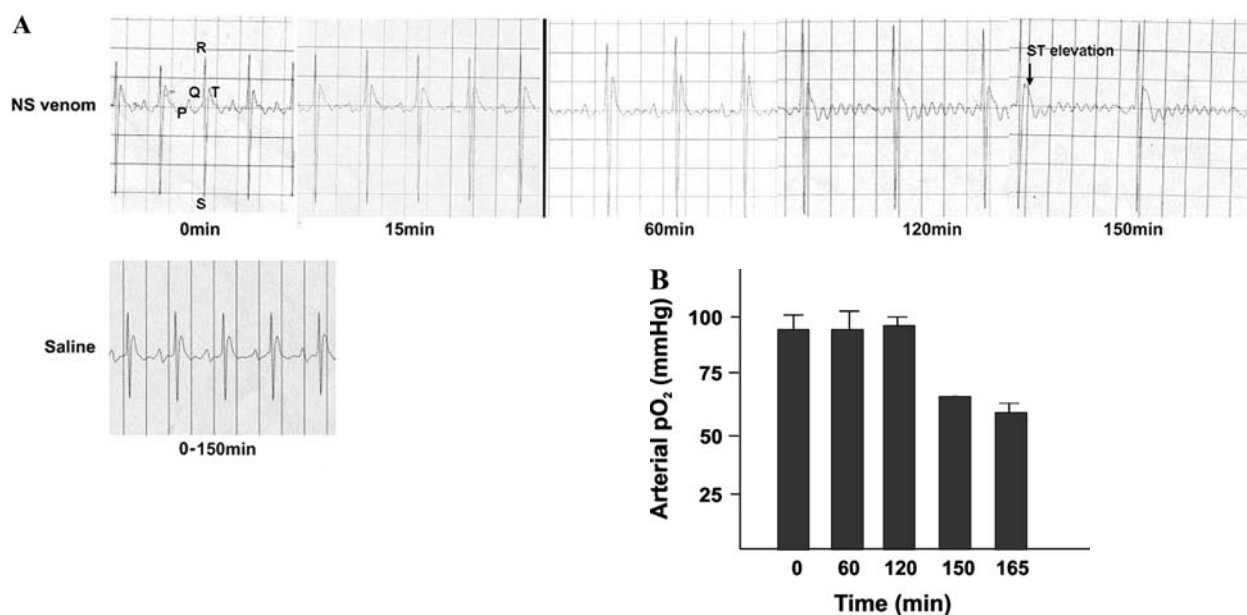 A
NS venom
R
Q T
P
S
ST elevation
0min
15min
60min
120min
150min
Saline
0-150min
B
Arterial pO₂ (mmHg)
100
75
50
25
0 60 120 150 165
Time (min)